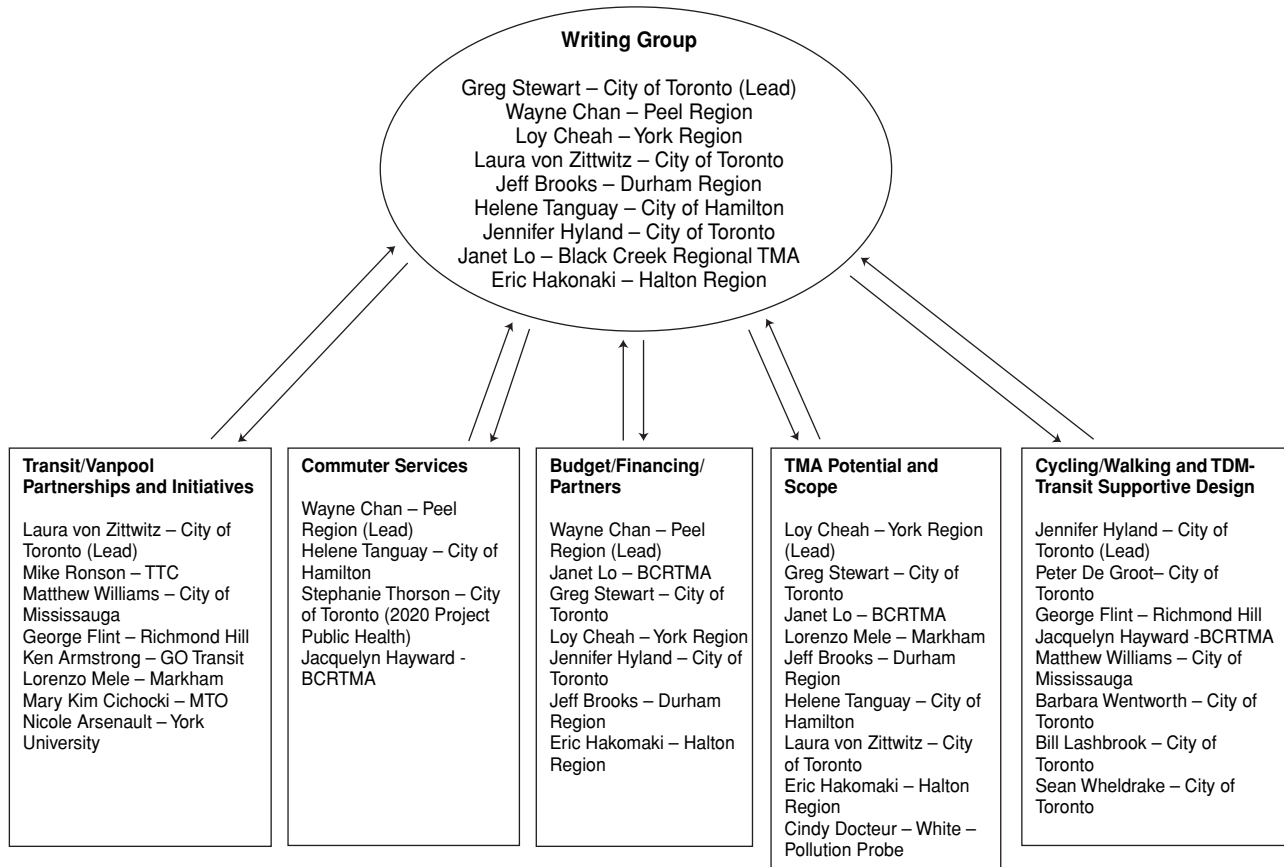 Writing Group
Greg Stewart – City of Toronto (Lead)
Wayne Chan – Peel Region
Loy Cheah – York Region
Laura von Zittwitz – City of Toronto
Jeff Brooks – Durham Region
Helene Tanguay – City of Hamilton
Jennifer Hyland – City of Toronto
Janet Lo – Black Creek Regional TMA
Eric Hakonaki – Halton Region
Transit/Vanpool
Partnerships and Initiatives
Laura von Zittwitz – City of
Toronto (Lead)
Mike Ronson – TTC
Matthew Williams – City of
Mississauga
George Flint – Richmond Hill
Ken Armstrong – GO Transit
Lorenzo Mele – Markham
Mary Kim Cichocki – MTO
Nicole Arsenault – York
University
Commuter Services
Wayne Chan – Peel
Region (Lead)
Helene Tanguay – City of
Hamilton
Stephanie Thorson – City
of Toronto (2020 Project
Public Health)
Jacquelyn Hayward -
BCRTMA
Budget/Financing/
Partners
Wayne Chan – Peel
Region (Lead)
Janet Lo – BCRTMA
Greg Stewart – City of
Toronto
Loy Cheah – York Region
Jennifer Hyland – City of
Toronto
Jeff Brooks – Durham
Region
Eric Hakomaki – Halton
Region
TMA Potential and
Scope
Loy Cheah – York Region
(Lead)
Greg Stewart – City of
Toronto
Janet Lo – BCRTMA
Lorenzo Mele – Markham
Jeff Brooks – Durham
Region
Helene Tanguay – City of
Hamilton
Laura von Zittwitz – City
of Toronto
Eric Hakomaki – Halton
Region
Cindy Docteur – White –
Pollution Probe
Cycling/Walking and TDM-
Transit Supportive Design
Jennifer Hyland – City of
Toronto (Lead)
Peter De Groot– City of
Toronto
George Flint – Richmond Hill
Jacquelyn Hayward -BCRTMA
Matthew Williams – City of
Mississauga
Barbara Wentworth – City of
Toronto
Bill Lashbrook – City of
Toronto
Sean Wheldrake – City of
Toronto